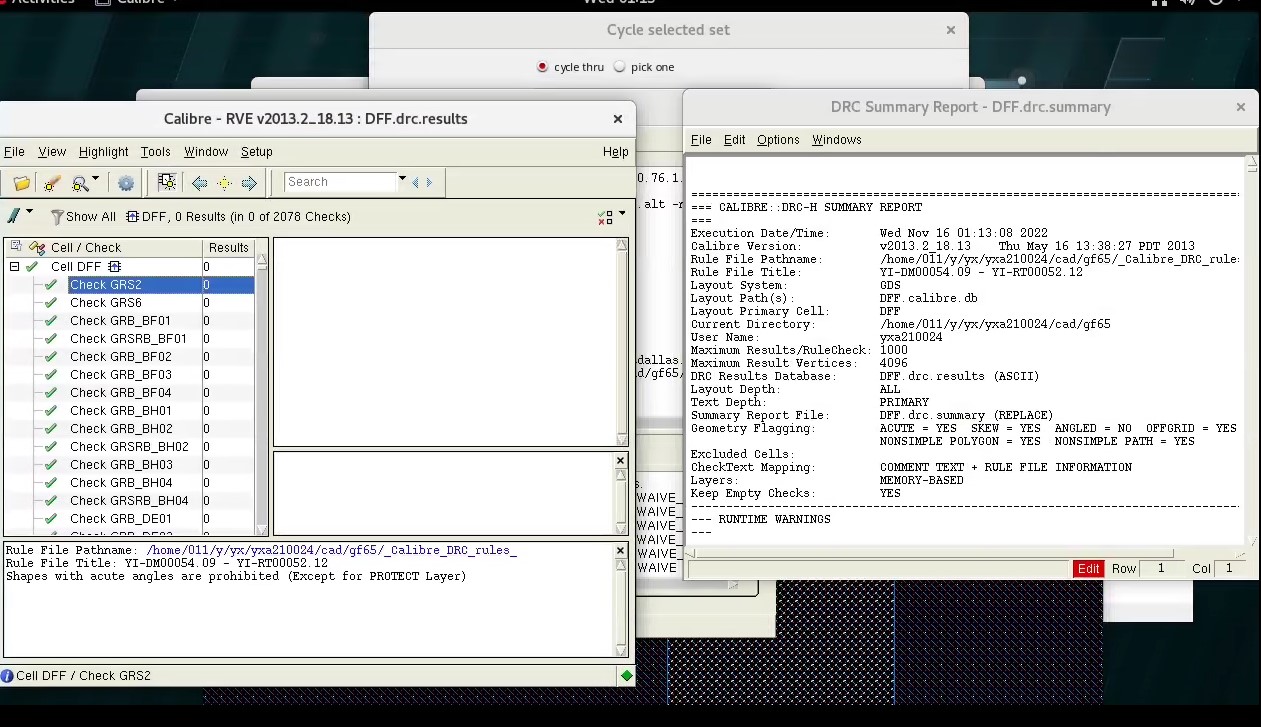 Activities Calibre Wed 01:13
Cycle selected set ×
cycle thru pick one
Calibre - RVE v2013.2_18.13 : DFF.drc.results ×
File View Highlight Tools Window Setup Help
Search
Show All DFF, 0 Results (in 0 of 2078 Checks)
Cell / Check Results
Cell DFF 0
Check GRS2 0
Check GRS6 0
Check GRB_BF01 0
Check GRSRB_BF01 0
Check GRB_BF02 0
Check GRB_BF03 0
Check GRB_BF04 0
Check GRB_BH01 0
Check GRB_BH02 0
Check GRSRB_BH02 0
Check GRB_BH03 0
Check GRB_BH04 0
Check GRSRB_BH04 0
Check GRB_DE01 0
Rule File Pathname: /home/011/y/yx/yxa210024/cad/gf65/_Calibre_DRC_rules_
Rule File Title: YI-DM00054.09 - YI-RT00052.12
Shapes with acute angles are prohibited (Except for PROTECT Layer)
Cell DFF / Check GRS2
0.76.1.
.alt -r
dallas.
d/gf65/
s.
WAIVE_
WAIVE_
WAIVE_
WAIVE_
WAIVE_
WAIVE
DRC Summary Report - DFF.drc.summary ×
File Edit Options Windows
==================================================================================
=== CALIBRE::DRC-H SUMMARY REPORT
===
Execution Date/Time: Wed Nov 16 01:13:08 2022
Calibre Version: v2013.2_18.13 Thu May 16 13:38:27 PDT 2013
Rule File Pathname: /home/011/y/yx/yxa210024/cad/gf65/_Calibre_DRC_rules
Rule File Title: YI-DM00054.09 - YI-RT00052.12
Layout System: GDS
Layout Path(s): DFF.calibre.db
Layout Primary Cell: DFF
Current Directory: /home/011/y/yx/yxa210024/cad/gf65
User Name: yxa210024
Maximum Results/RuleCheck: 1000
Maximum Result Vertices: 4096
DRC Results Database: DFF.drc.results (ASCII)
Layout Depth: ALL
Text Depth: PRIMARY
Summary Report File: DFF.drc.summary (REPLACE)
Geometry Flagging: ACUTE = YES SKEW = YES ANGLED = NO OFFGRID = YES
NONSIMPLE POLYGON = YES NONSIMPLE PATH = YES
Excluded Cells:
CheckText Mapping: COMMENT TEXT + RULE FILE INFORMATION
Layers: MEMORY-BASED
Keep Empty Checks: YES
----------------------------------------------------------------------------------
--- RUNTIME WARNINGS
---
Edit Row 1 Col 1